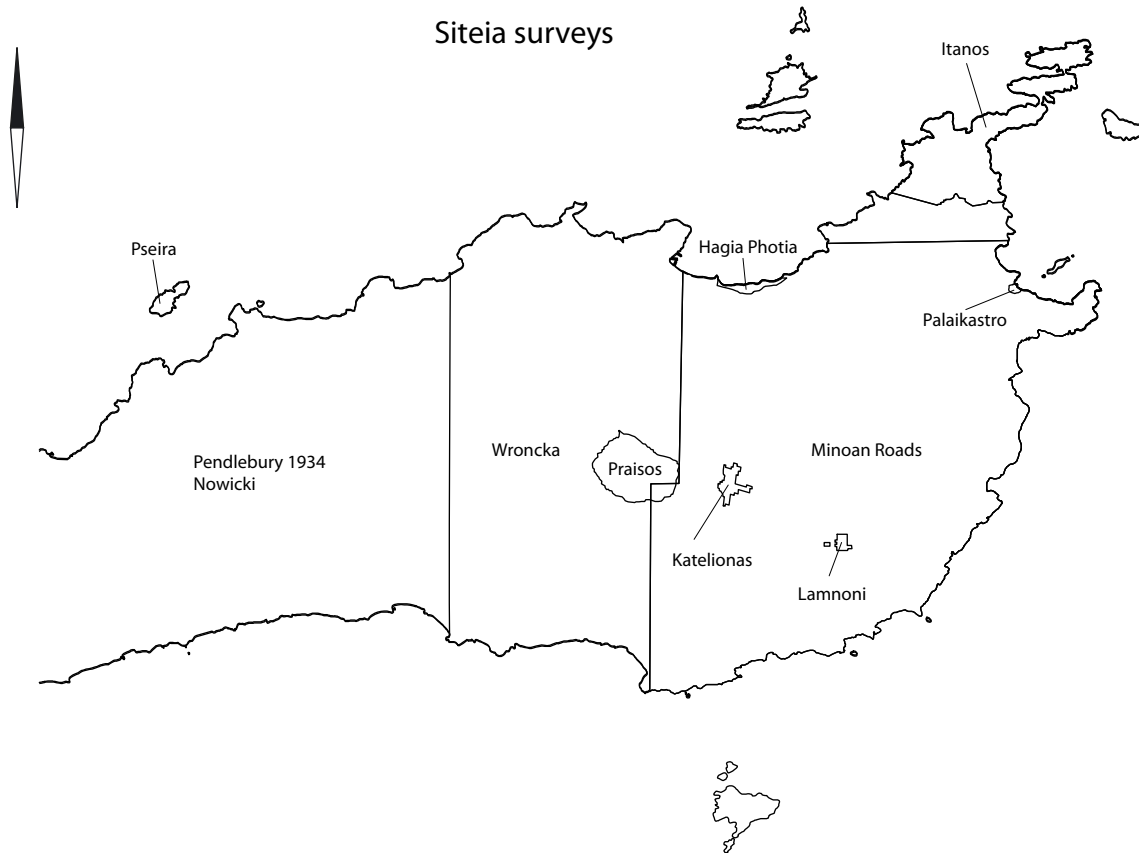 Siteia surveys
Itanos
Pseira
Hagia Photia
Palaikastro
Pendlebury 1934
Nowicki
Wroncka
Praisos
Minoan Roads
Katelionas
Lamnoni